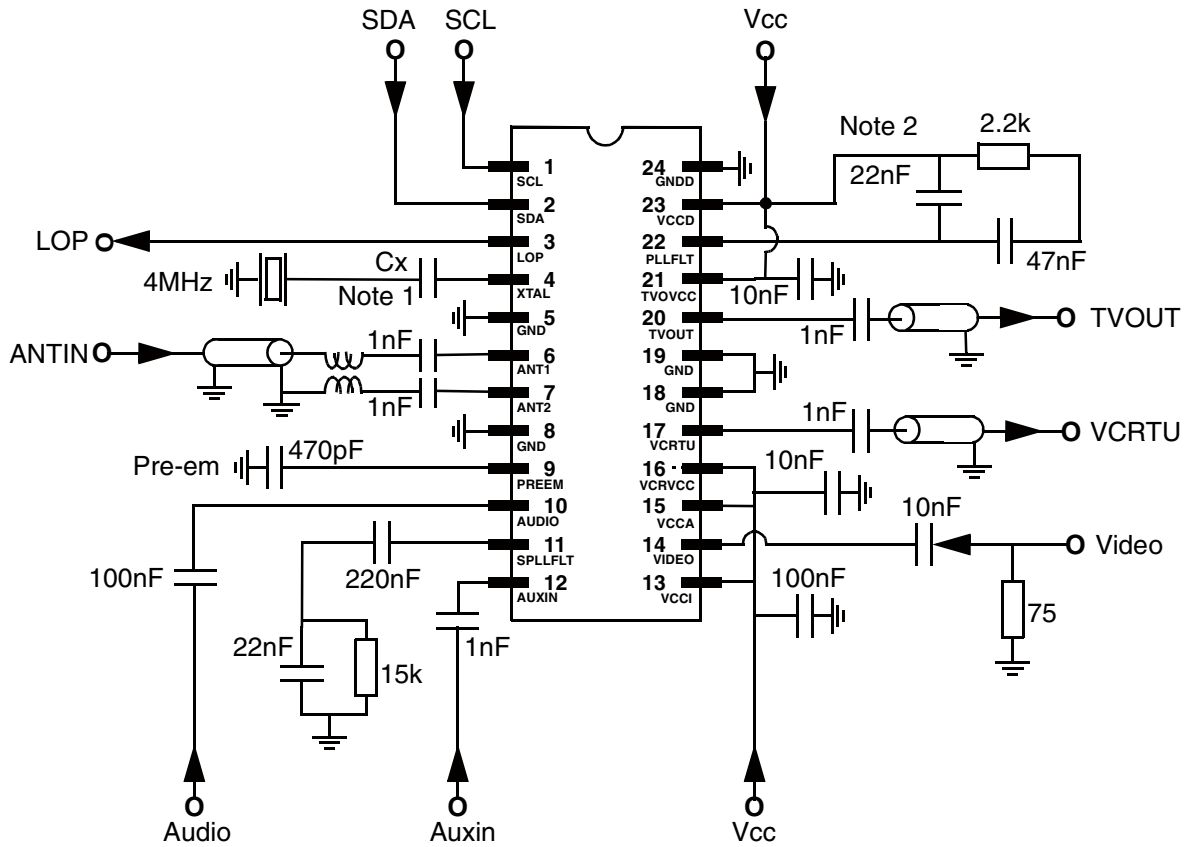 SDA
SCL
Vcc
Note 2
2.2k
22nF
47nF
LOP
4MHz
Cx
Note 1
ANTIN
1nF
1nF
Pre-em
470pF
100nF
220nF
22nF
15k
1nF
1
SCL
2
SDA
3
LOP
4
XTAL
5
GND
6
ANT1
7
ANT2
8
GND
9
PREEM
10
AUDIO
11
SPLLFLT
12
AUXIN
24
GNDD
23
VCCD
22
PLLFLT
21
TVOVCC
20
TVOUT
19
GND
18
GND
17
VCRTU
16
VCRVCC
15
VCCA
14
VIDEO
13
VCCI
10nF
1nF
TVOUT
1nF
VCRTU
10nF
10nF
Video
100nF
75
Audio
Auxin
Vcc